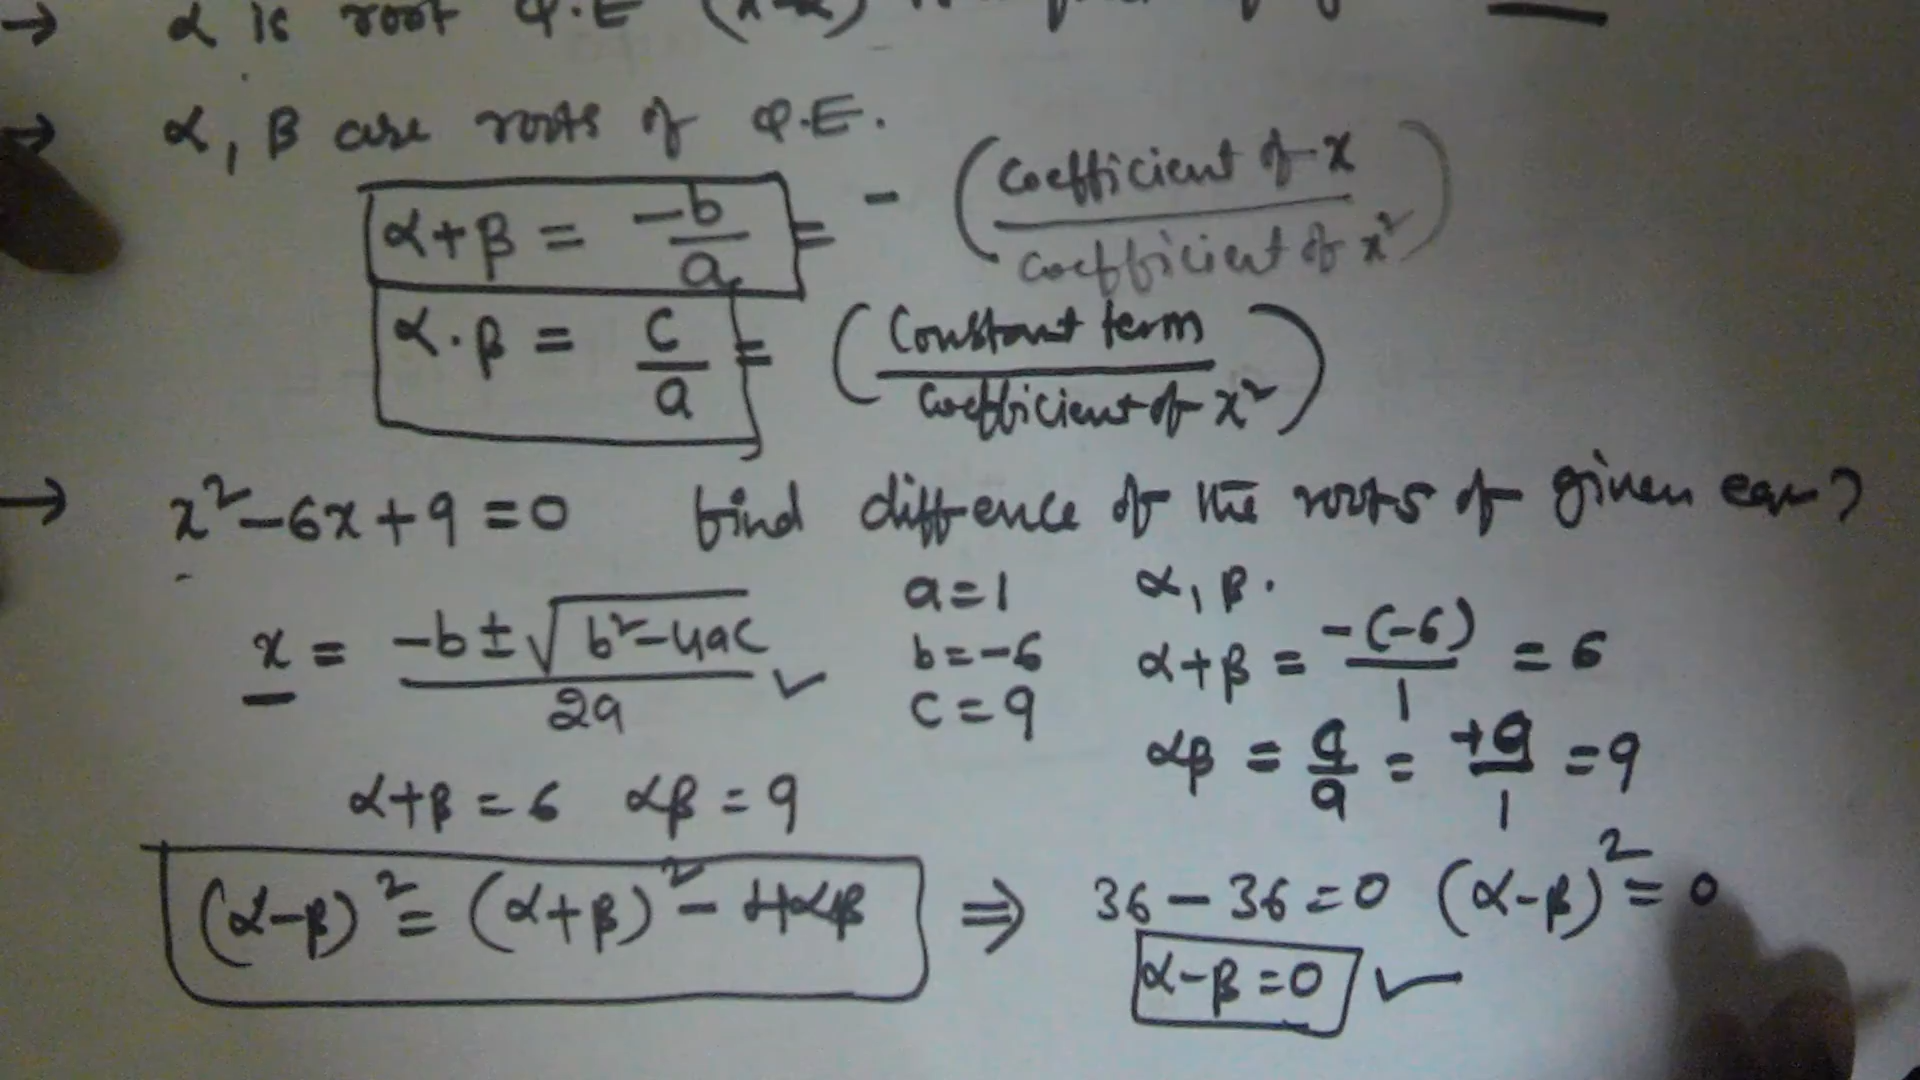 → α is root Q.E (x-α)
→ α, β are roots of Q.E.
α+β = -b/a = - (coefficient of x / coefficient of x²)
α.β = c/a = (Constant term / coefficient of x²)
→ x²-6x+9=0 find diffence of the roots of given eqn?
x = -b±√b²-4ac / 2a ✓
a=1
b=-6
c=9
α, β.
α+β = -(-6)/1 = 6
αβ = c/a = +9/1 = 9
α+β=6 αβ=9
(α-β)² = (α+β)² - 4αβ ⇒ 36-36=0 (α-β)²=0
α-β=0 ✓